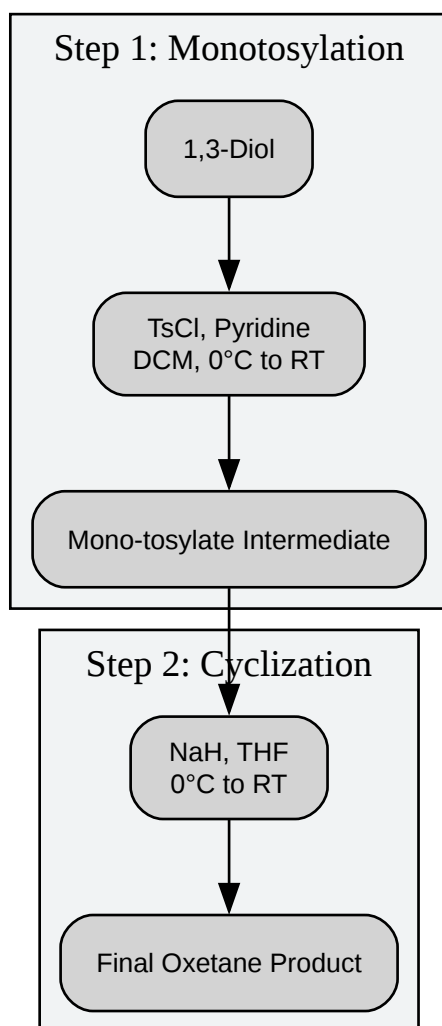 Step 1: Monotosylation
1,3-Diol
TsCl, Pyridine
DCM, 0°C to RT
Mono-tosylate Intermediate
Step 2: Cyclization
NaH, THF
0°C to RT
Final Oxetane Product